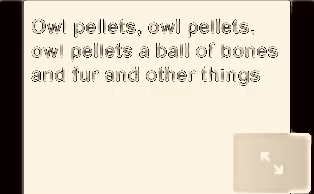 Owl pellets, owl pellets,
owl pellets a ball of bones
and fur and other things